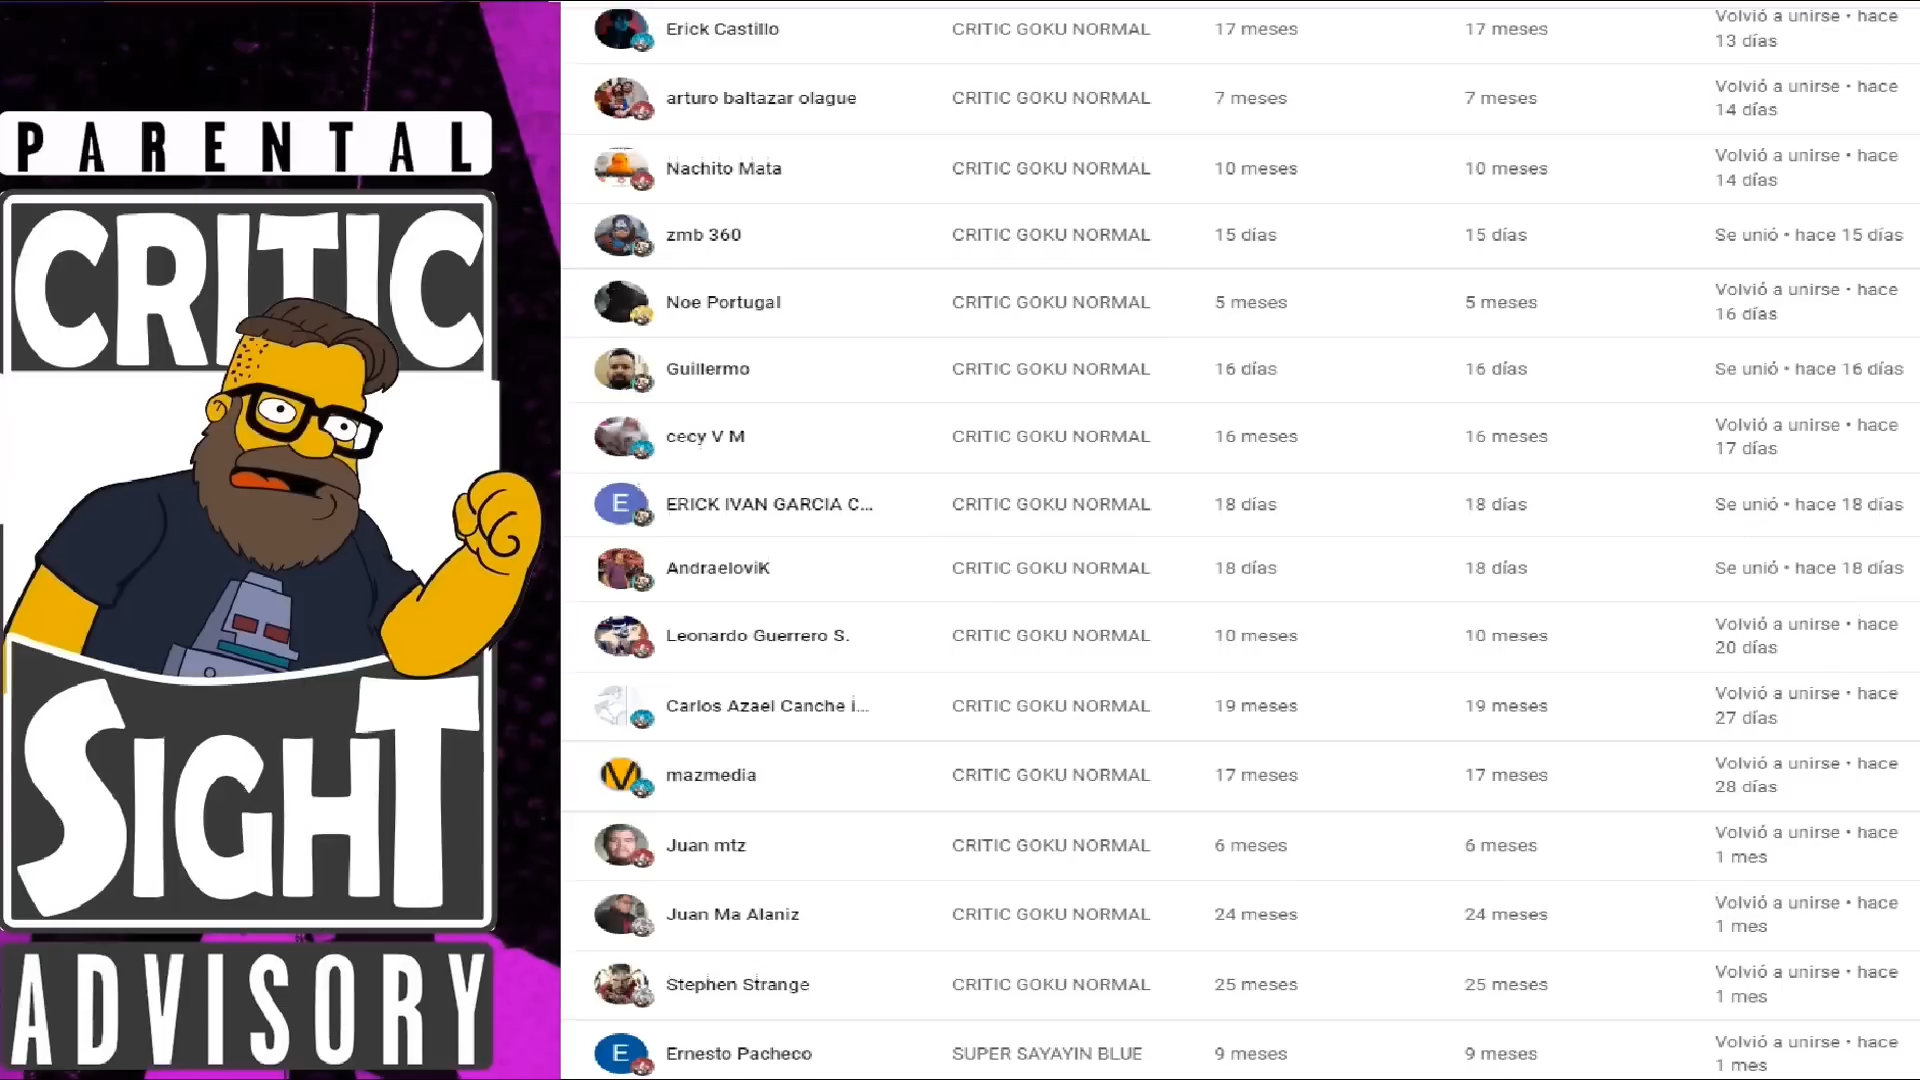 PARENTAL
CRITIC
SIGHT
ADVISORY
Erick Castillo CRITIC GOKU NORMAL 17 meses 17 meses Volvió a unirse • hace
13 días
arturo baltazar olague CRITIC GOKU NORMAL 7 meses 7 meses Volvió a unirse • hace
14 días
Nachito Mata CRITIC GOKU NORMAL 10 meses 10 meses Volvió a unirse • hace
14 días
zmb 360 CRITIC GOKU NORMAL 15 días 15 días Se unió • hace 15 días
Noe Portugal CRITIC GOKU NORMAL 5 meses 5 meses Volvió a unirse • hace
16 días
Guillermo CRITIC GOKU NORMAL 16 días 16 días Se unió • hace 16 días
cecy V M CRITIC GOKU NORMAL 16 meses 16 meses Volvió a unirse • hace
17 días
E ERICK IVAN GARCIA C... CRITIC GOKU NORMAL 18 días 18 días Se unió • hace 18 días
AndraeloviK CRITIC GOKU NORMAL 18 días 18 días Se unió • hace 18 días
Leonardo Guerrero S. CRITIC GOKU NORMAL 10 meses 10 meses Volvió a unirse • hace
20 días
Carlos Azael Canche i... CRITIC GOKU NORMAL 19 meses 19 meses Volvió a unirse • hace
27 días
mazmedia CRITIC GOKU NORMAL 17 meses 17 meses Volvió a unirse • hace
28 días
Juan mtz CRITIC GOKU NORMAL 6 meses 6 meses Volvió a unirse • hace
1 mes
Juan Ma Alaniz CRITIC GOKU NORMAL 24 meses 24 meses Volvió a unirse • hace
1 mes
Stephen Strange CRITIC GOKU NORMAL 25 meses 25 meses Volvió a unirse • hace
1 mes
E Ernesto Pacheco SUPER SAYAYIN BLUE 9 meses 9 meses Volvió a unirse • hace
1 mes